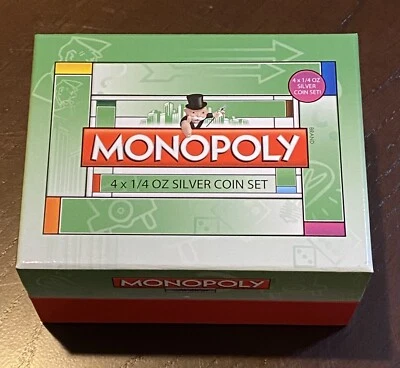 4 x 1/4 OZ
SILVER
COIN SET!
MONOPOLY
BRAND
4 x 1/4 OZ SILVER COIN SET
MONOPOLY